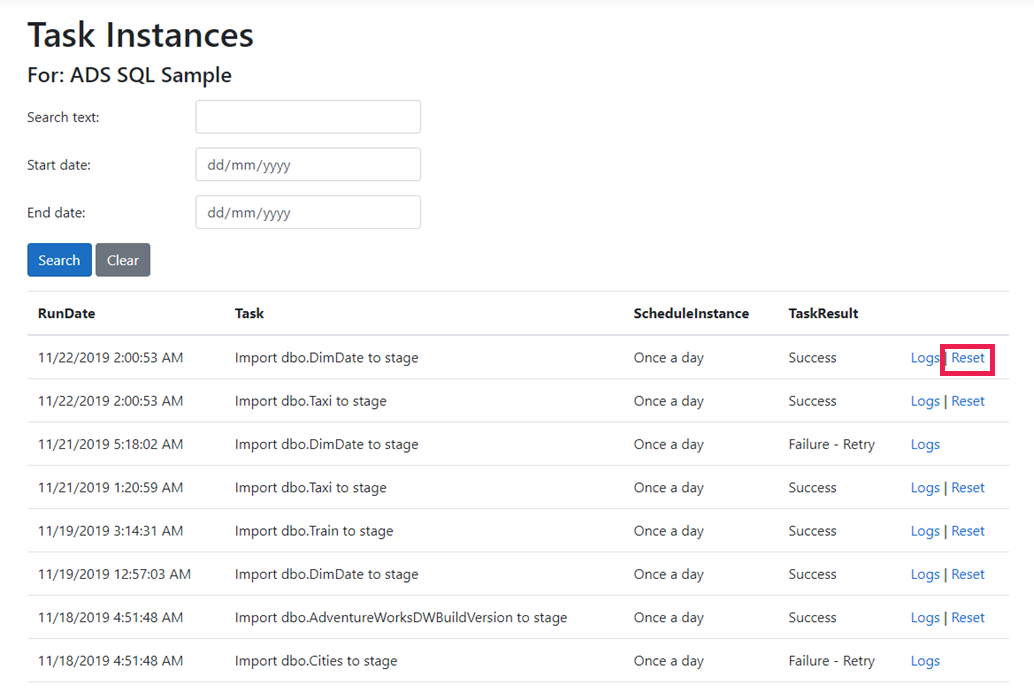 Task Instances
For: ADS SQL Sample
Search text:
Start date: dd/mm/yyyy
End date: dd/mm/yyyy
Search Clear
RunDate Task ScheduleInstance TaskResult
11/22/2019 2:00:53 AM Import dbo.DimDate to stage Once a day Success Logs | Reset
11/22/2019 2:00:53 AM Import dbo.Taxi to stage Once a day Success Logs | Reset
11/21/2019 5:18:02 AM Import dbo.DimDate to stage Once a day Failure - Retry Logs
11/21/2019 1:20:59 AM Import dbo.Taxi to stage Once a day Success Logs | Reset
11/19/2019 3:14:31 AM Import dbo.Train to stage Once a day Success Logs | Reset
11/19/2019 12:57:03 AM Import dbo.DimDate to stage Once a day Success Logs | Reset
11/18/2019 4:51:48 AM Import dbo.AdventureWorksDWBuildVersion to stage Once a day Success Logs | Reset
11/18/2019 4:51:48 AM Import dbo.Cities to stage Once a day Failure - Retry Logs